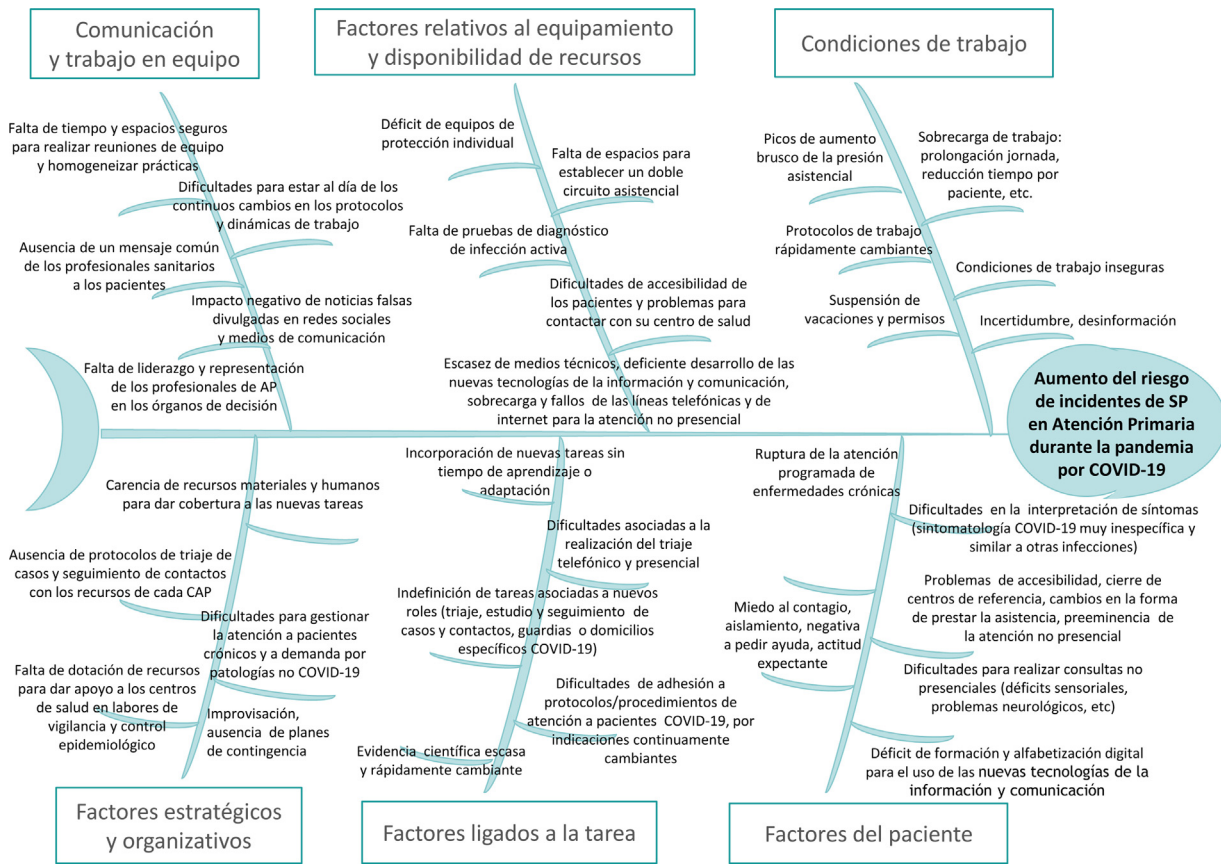 Comunicación
y trabajo en equipo
Factores relativos al equipamiento
y disponibilidad de recursos
Condiciones de trabajo
Falta de tiempo y espacios seguros
para realizar reuniones de equipo
y homogeneizar prácticas
Dificultades para estar al día de los
continuos cambios en los protocolos
y dinámicas de trabajo
Ausencia de un mensaje común
de los profesionales sanitarios
a los pacientes
Impacto negativo de noticias falsas
divulgadas en redes sociales
y medios de comunicación
Falta de liderazgo y representación
de los profesionales de AP
en los órganos de decisión
Déficit de equipos de
protección individual
Falta de espacios para
establecer un doble
circuito asistencial
Falta de pruebas de diagnóstico
de infección activa
Dificultades de accesibilidad de
los pacientes y problemas para
contactar con su centro de salud
Escasez de medios técnicos, deficiente desarrollo de las
nuevas tecnologías de la información y comunicación,
sobrecarga y fallos de las líneas telefónicas y de
internet para la atención no presencial
Picos de aumento
brusco de la presión
asistencial
Sobrecarga de trabajo:
prolongación jornada,
reducción tiempo por
paciente, etc.
Protocolos de trabajo
rápidamente cambiantes
Condiciones de trabajo inseguras
Suspensión de
vacaciones y permisos
Incertidumbre, desinformación
Aumento del riesgo
de incidentes de SP
en Atención Primaria
durante la pandemia
por COVID-19
Carencia de recursos materiales y humanos
para dar cobertura a las nuevas tareas
Ausencia de protocolos de triaje de
casos y seguimiento de contactos
con los recursos de cada CAP
Dificultades para gestionar
la atención a pacientes
crónicos y a demanda por
patologías no COVID-19
Falta de dotación de recursos
para dar apoyo a los centros
de salud en labores de
vigilancia y control
epidemiológico
Improvisación,
ausencia de planes
de contingencia
Incorporación de nuevas tareas sin
tiempo de aprendizaje o
adaptación
Dificultades asociadas a la
realización del triaje
telefónico y presencial
Indefinición de tareas asociadas a nuevos
roles (triaje, estudio y seguimiento de
casos y contactos, guardias o domicilios
específicos COVID-19)
Dificultades de adhesión a
protocolos/procedimientos de
atención a pacientes COVID-19, por
indicaciones continuamente
cambiantes
Evidencia científica escasa
y rápidamente cambiante
Ruptura de la atención
programada de
enfermedades crónicas
Dificultades en la interpretación de síntomas
(sintomatología COVID-19 muy inespecífica y
similar a otras infecciones)
Miedo al contagio,
aislamiento, negativa
a pedir ayuda, actitud
expectante
Problemas de accesibilidad, cierre de
centros de referencia, cambios en la forma
de prestar la asistencia, preeminencia de
la atención no presencial
Dificultades para realizar consultas no
presenciales (déficits sensoriales,
problemas neurológicos, etc)
Déficit de formación y alfabetización digital
para el uso de las nuevas tecnologías de la
información y comunicación
Factores estratégicos
y organizativos
Factores ligados a la tarea
Factores del paciente